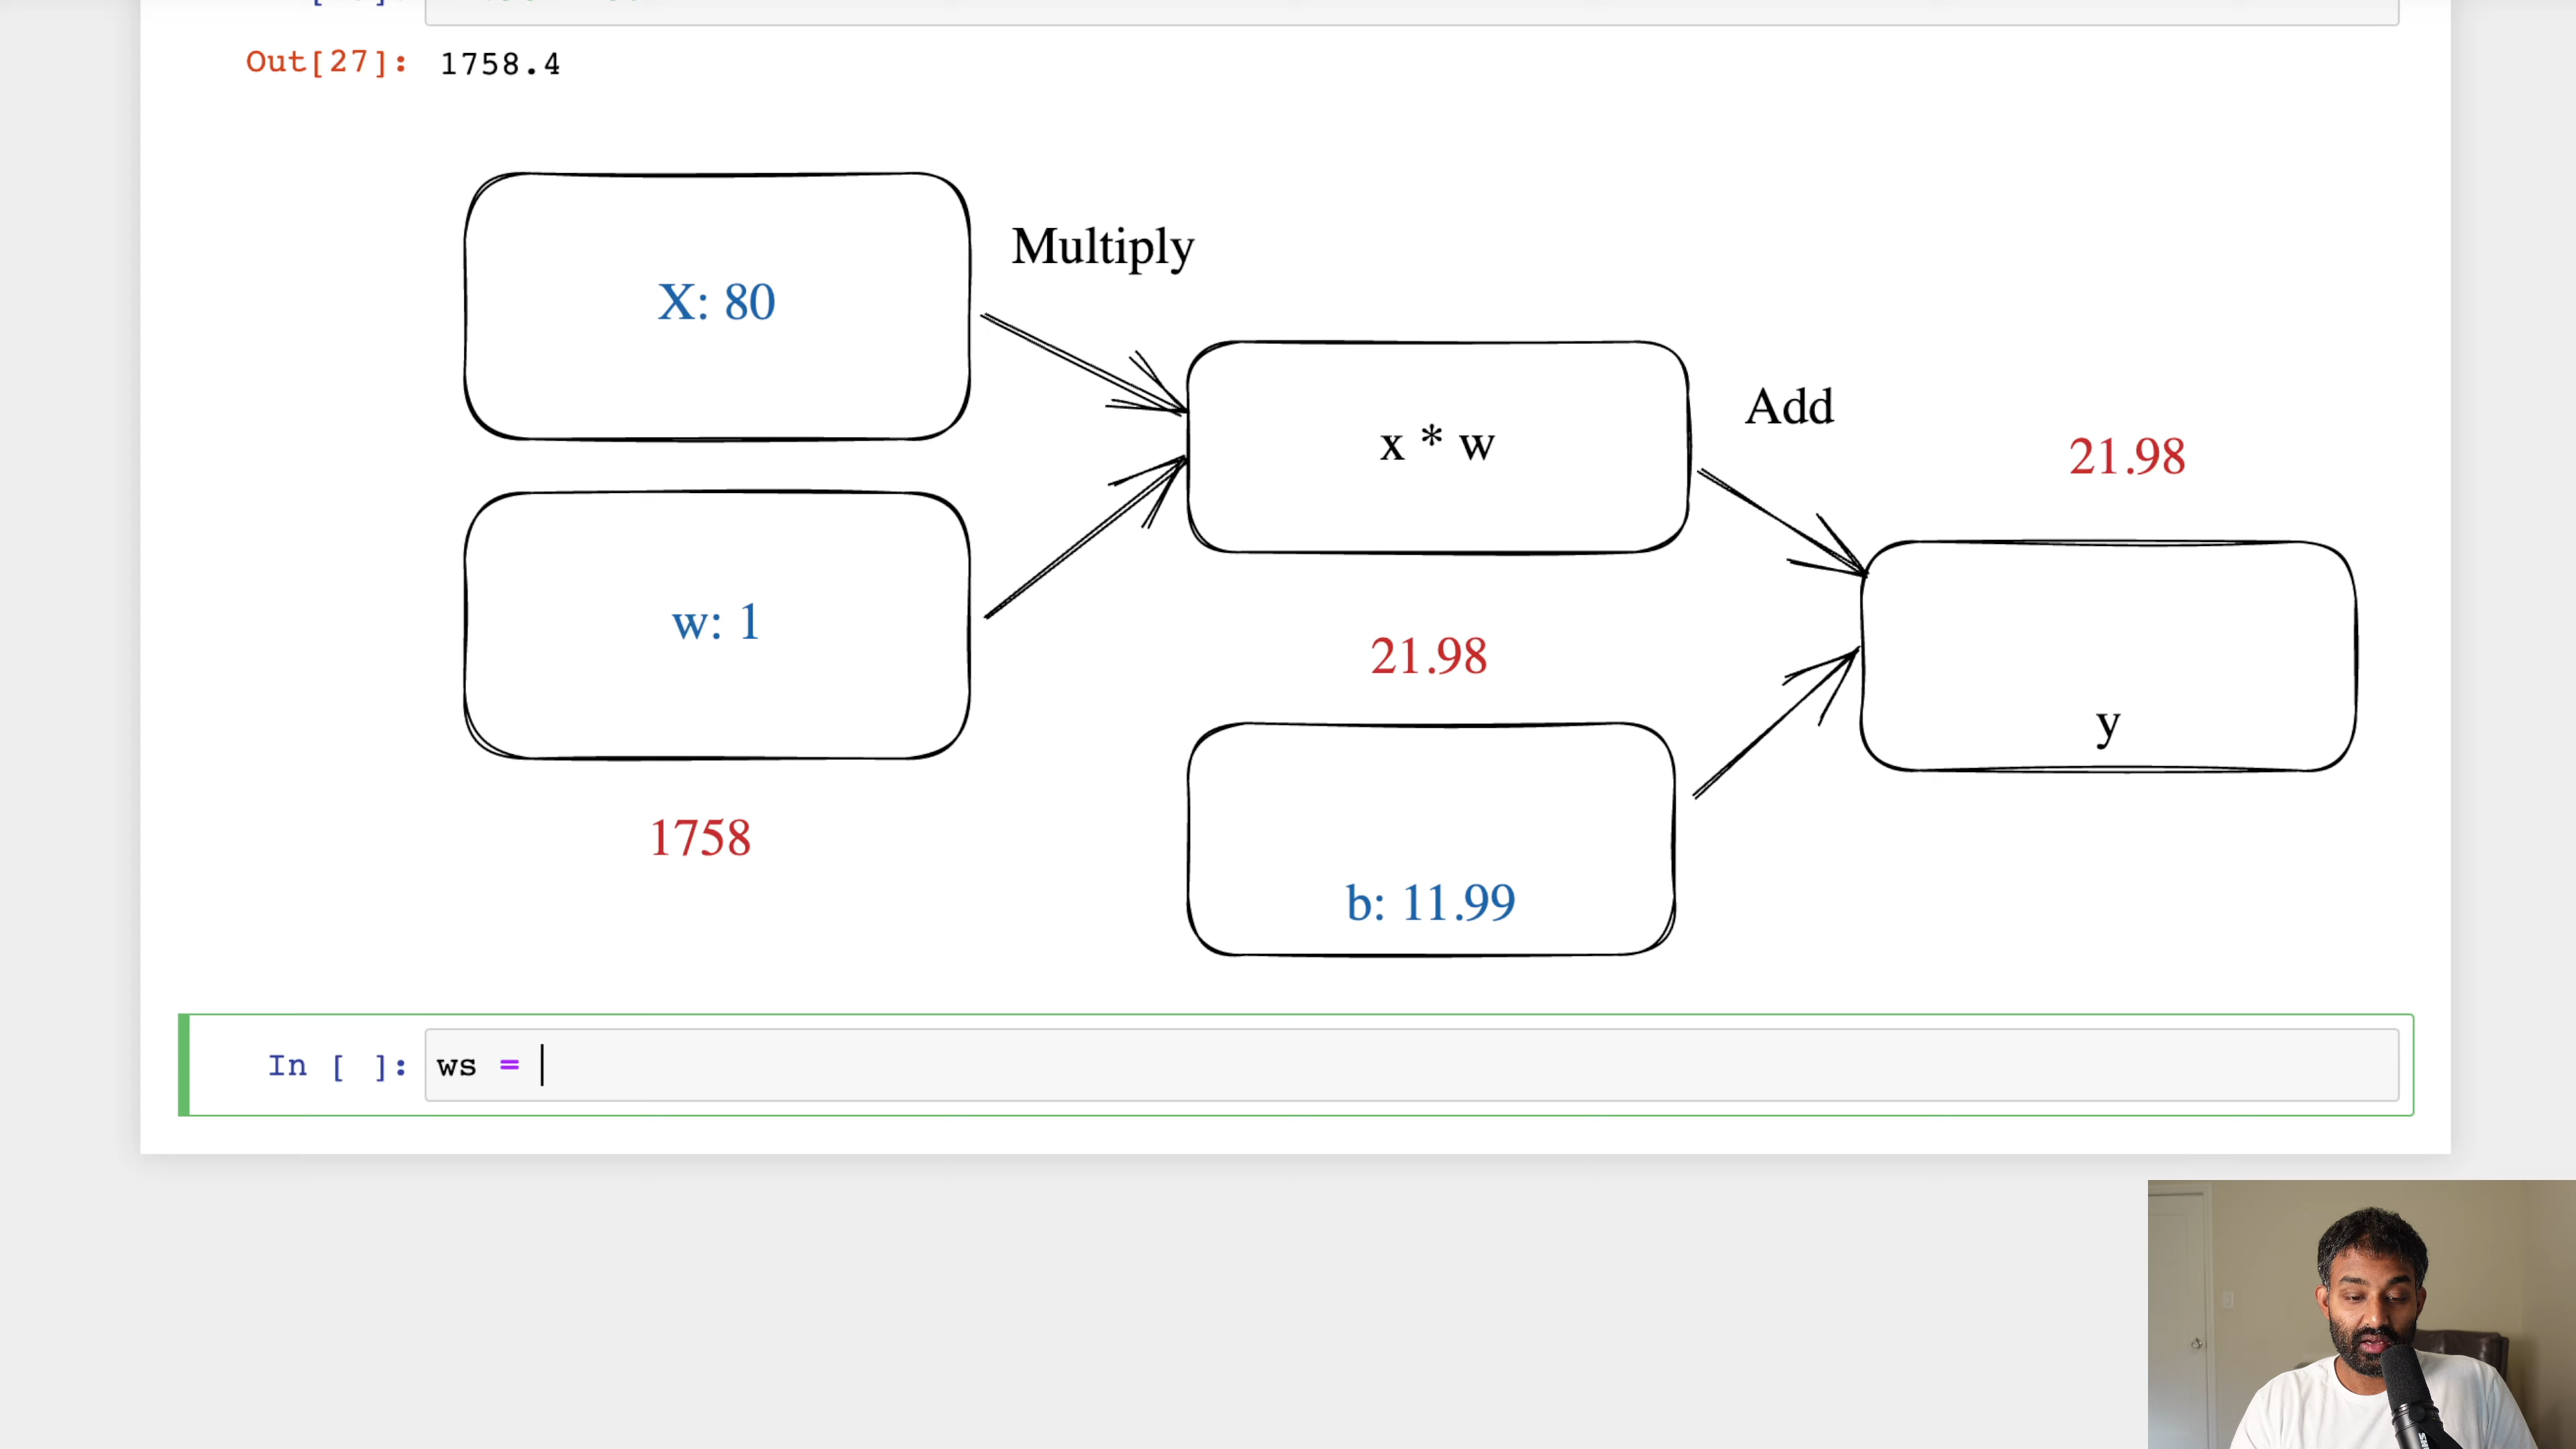 Out[27]: 1758.4
X: 80
Multiply
x * w
Add
21.98
w: 1
21.98
y
1758
b: 11.99
In [ ]: ws =